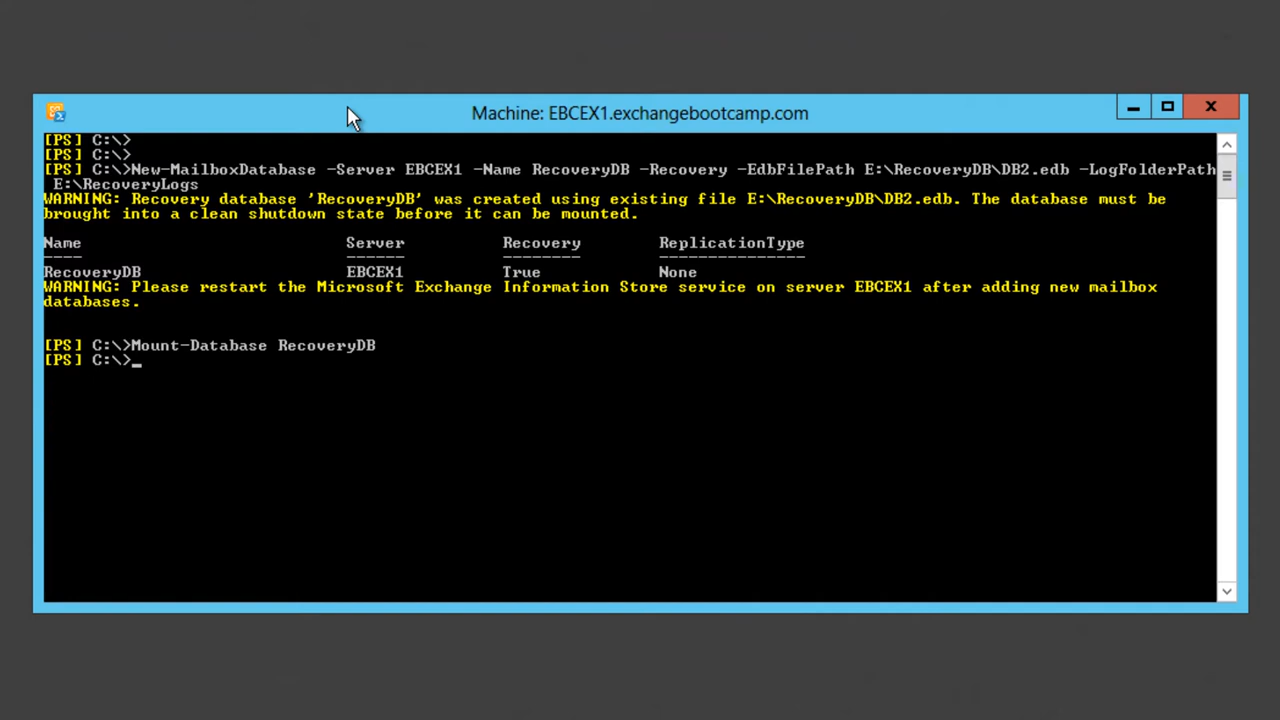 Machine: EBCEX1.exchangebootcamp.com
[PS] C:\>
[PS] C:\>
[PS] C:\>New-MailboxDatabase -Server EBCEX1 -Name RecoveryDB -Recovery -EdbFilePath E:\RecoveryDB\DB2.edb -LogFolderPath
E:\RecoveryLogs
WARNING: Recovery database 'RecoveryDB' was created using existing file E:\RecoveryDB\DB2.edb. The database must be
brought into a clean shutdown state before it can be mounted.
Name Server Recovery ReplicationType
---- ------ -------- ---------------
RecoveryDB EBCEX1 True None
WARNING: Please restart the Microsoft Exchange Information Store service on server EBCEX1 after adding new mailbox
databases.
[PS] C:\>Mount-Database RecoveryDB
[PS] C:\>_